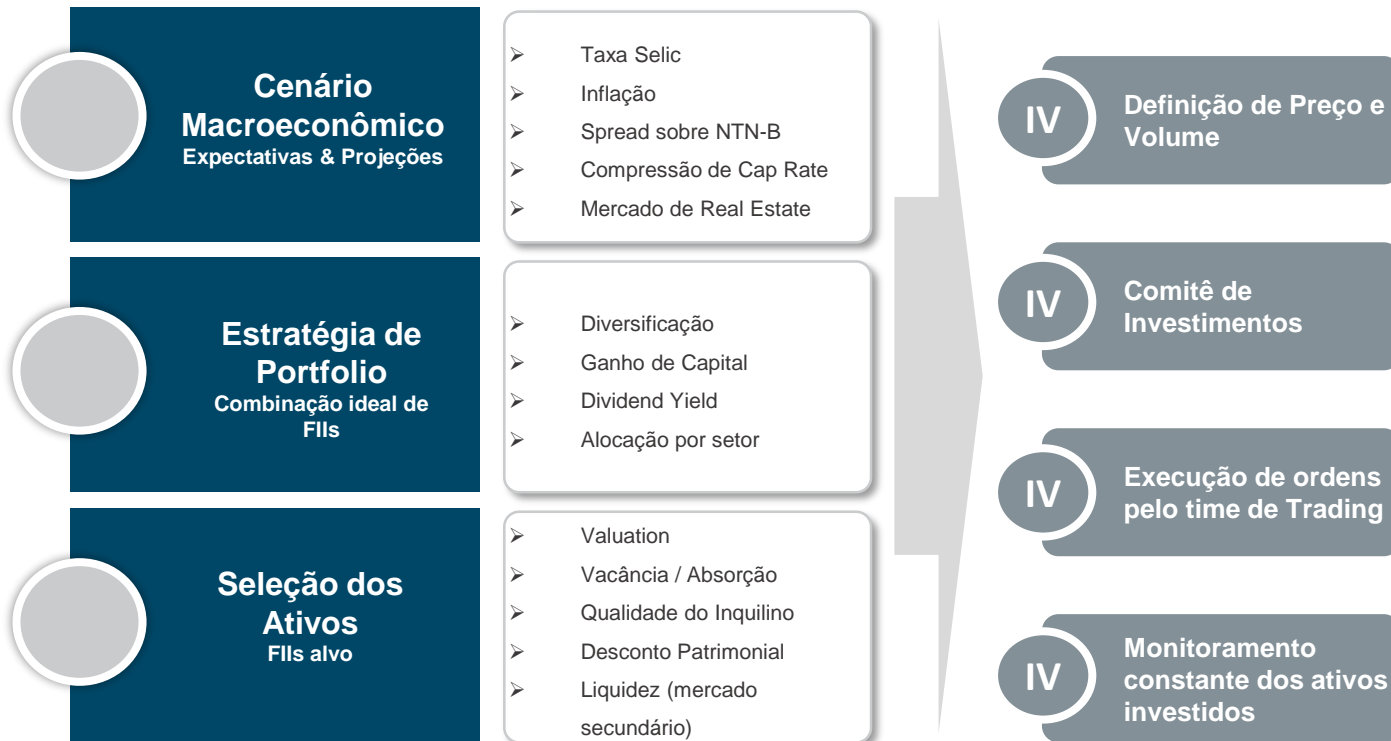 Cenário
Macroeconômico
Expectativas & Projeções
➢ Taxa Selic
➢ Inflação
➢ Spread sobre NTN-B
➢ Compressão de Cap Rate
➢ Mercado de Real Estate
Estratégia de
Portfolio
Combinação ideal de
FIIs
➢ Diversificação
➢ Ganho de Capital
➢ Dividend Yield
➢ Alocação por setor
Seleção dos
Ativos
FIIs alvo
➢ Valuation
➢ Vacância / Absorção
➢ Qualidade do Inquilino
➢ Desconto Patrimonial
➢ Liquidez (mercado
secundário)
IV
Definição de Preço e
Volume
IV
Comitê de
Investimentos
IV
Execução de ordens
pelo time de Trading
IV
Monitoramento
constante dos ativos
investidos